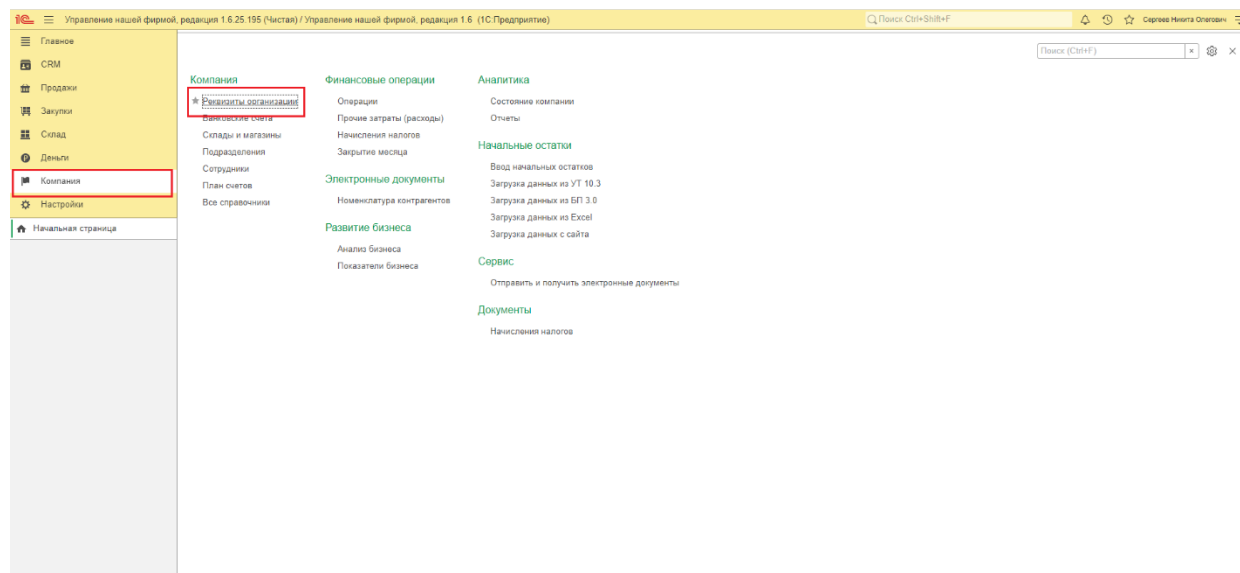 1С Управление нашей фирмой, редакция 1.6.25.195 (Чистая) / Управление нашей фирмой, редакция 1.6 (1С:Предприятие)
Поиск Ctrl+Shift+F
Сергеев Никита Олегович
Главное
CRM
Продажи
Закупки
Склад
Деньги
Компания
Настройки
Начальная страница
Поиск (Ctrl+F)
×
Компания
Реквизиты организации
Банковские счета
Склады и магазины
Подразделения
Сотрудники
План счетов
Все справочники
Финансовые операции
Операции
Прочие затраты (расходы)
Начисления налогов
Закрытие месяца
Электронные документы
Номенклатура контрагентов
Развитие бизнеса
Анализ бизнеса
Показатели бизнеса
Аналитика
Состояние компании
Отчеты
Начальные остатки
Ввод начальных остатков
Загрузка данных из УТ 10.3
Загрузка данных из БП 3.0
Загрузка данных из Excel
Загрузка данных с сайта
Сервис
Отправить и получить электронные документы
Документы
Начисления налогов